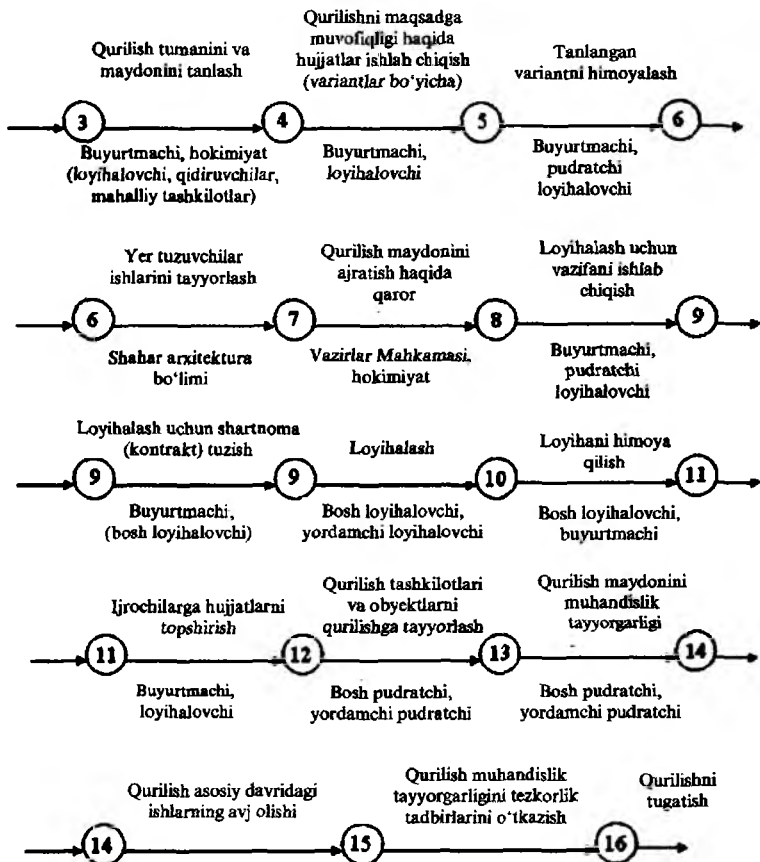 Qurilish tumanini va
maydonini tanlash
Qurilishni maqsadga
muvofiqligi haqida
hujjatlar ishlab chiqish
(variantlar bo‘yicha)
Tanlangan
variantni himoyalash
3
4
5
6
Buyurtmachi, hokimiyat
(loyihalovchi, qidiruvchilar,
mahalliy tashkilotlar)
Buyurtmachi,
loyihalovchi
Buyurtmachi,
pudratchi
loyihalovchi
Yer tuzuvchilar
ishlarini tayyorlash
Qurilish maydonini
ajratish haqida
qaror
Loyihalash uchun
vazifani ishlab
chiqish
6
7
8
9
Shahar arxitektura
bo‘limi
Vazirlar Mahkamasi,
hokimiyat
Buyurtmachi,
pudratchi
loyihalovchi
Loyihalash uchun shartnoma
(kontrakt) tuzish
Loyihalash
Loyihani himoya
qilish
9
9
10
11
Buyurtmachi,
(bosh loyihalovchi)
Bosh loyihalovchi,
yordamchi loyihalovchi
Bosh loyihalovchi,
buyurtmachi
Ijrochilarga hujjatlarni
topshirish
Qurilish tashkilotlari
va obyektlarni
qurilishga tayyorlash
Qurilish maydonini
muhandislik
tayyorgarligi
11
12
13
14
Buyurtmachi,
loyihalovchi
Bosh pudratchi,
yordamchi pudratchi
Bosh pudratchi,
yordamchi pudratchi
Qurilish asosiy davridagi
ishlarning avj olishi
Qurilish muhandislik
tayyorgarligini tezkorlik
tadbirlarini o‘tkazish
Qurilishni
tugatish
14
15
16